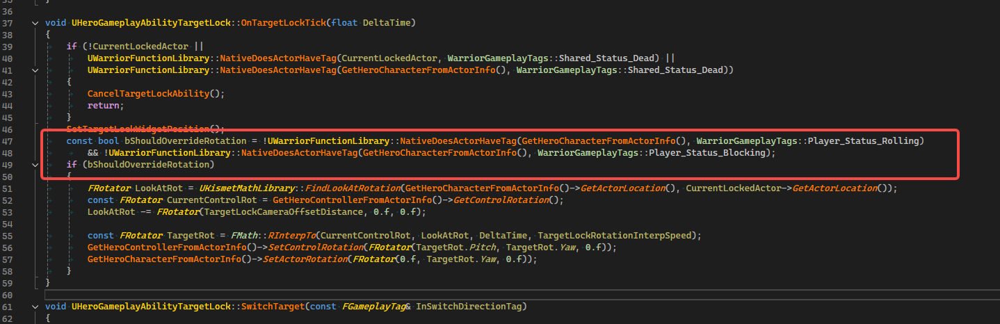 36
37 void UHeroGameplayAbilityTargetLock::OnTargetLockTick(float DeltaTime)
38 {
39 if (!CurrentLockedActor ||
40 UWarriorFunctionLibrary::NativeDoesActorHaveTag(CurrentLockedActor, WarriorGameplayTags::Shared_Status_Dead) ||
41 UWarriorFunctionLibrary::NativeDoesActorHaveTag(GetHeroCharacterFromActorInfo(), WarriorGameplayTags::Shared_Status_Dead))
42 {
43 CancelTargetLockAbility();
44 return;
45 }
46 SetTargetLockWidgetPosition();
47 const bool bShouldOverrideRotation = !UWarriorFunctionLibrary::NativeDoesActorHaveTag(GetHeroCharacterFromActorInfo(), WarriorGameplayTags::Player_Status_Rolling)
48 && !UWarriorFunctionLibrary::NativeDoesActorHaveTag(GetHeroCharacterFromActorInfo(), WarriorGameplayTags::Player_Status_Blocking);
49 if (bShouldOverrideRotation)
50 {
51 FRotator LookAtRot = UKismetMathLibrary::FindLookAtRotation(GetHeroCharacterFromActorInfo()->GetActorLocation(), CurrentLockedActor->GetActorLocation());
52 const FRotator CurrentControlRot = GetHeroControllerFromActorInfo()->GetControlRotation();
53 LookAtRot -= FRotator(TargetLockCameraOffsetDistance, 0.f, 0.f);
54
55 const FRotator TargetRot = FMath::RInterpTo(CurrentControlRot, LookAtRot, DeltaTime, TargetLockRotationInterpSpeed);
56 GetHeroControllerFromActorInfo()->SetControlRotation(FRotator(TargetRot.Pitch, TargetRot.Yaw, 0.f));
57 GetHeroCharacterFromActorInfo()->SetActorRotation(FRotator(0.f, TargetRot.Yaw, 0.f));
58 }
59 }
60
61 void UHeroGameplayAbilityTargetLock::SwitchTarget(const FGameplayTag& InSwitchDirectionTag)
62 {